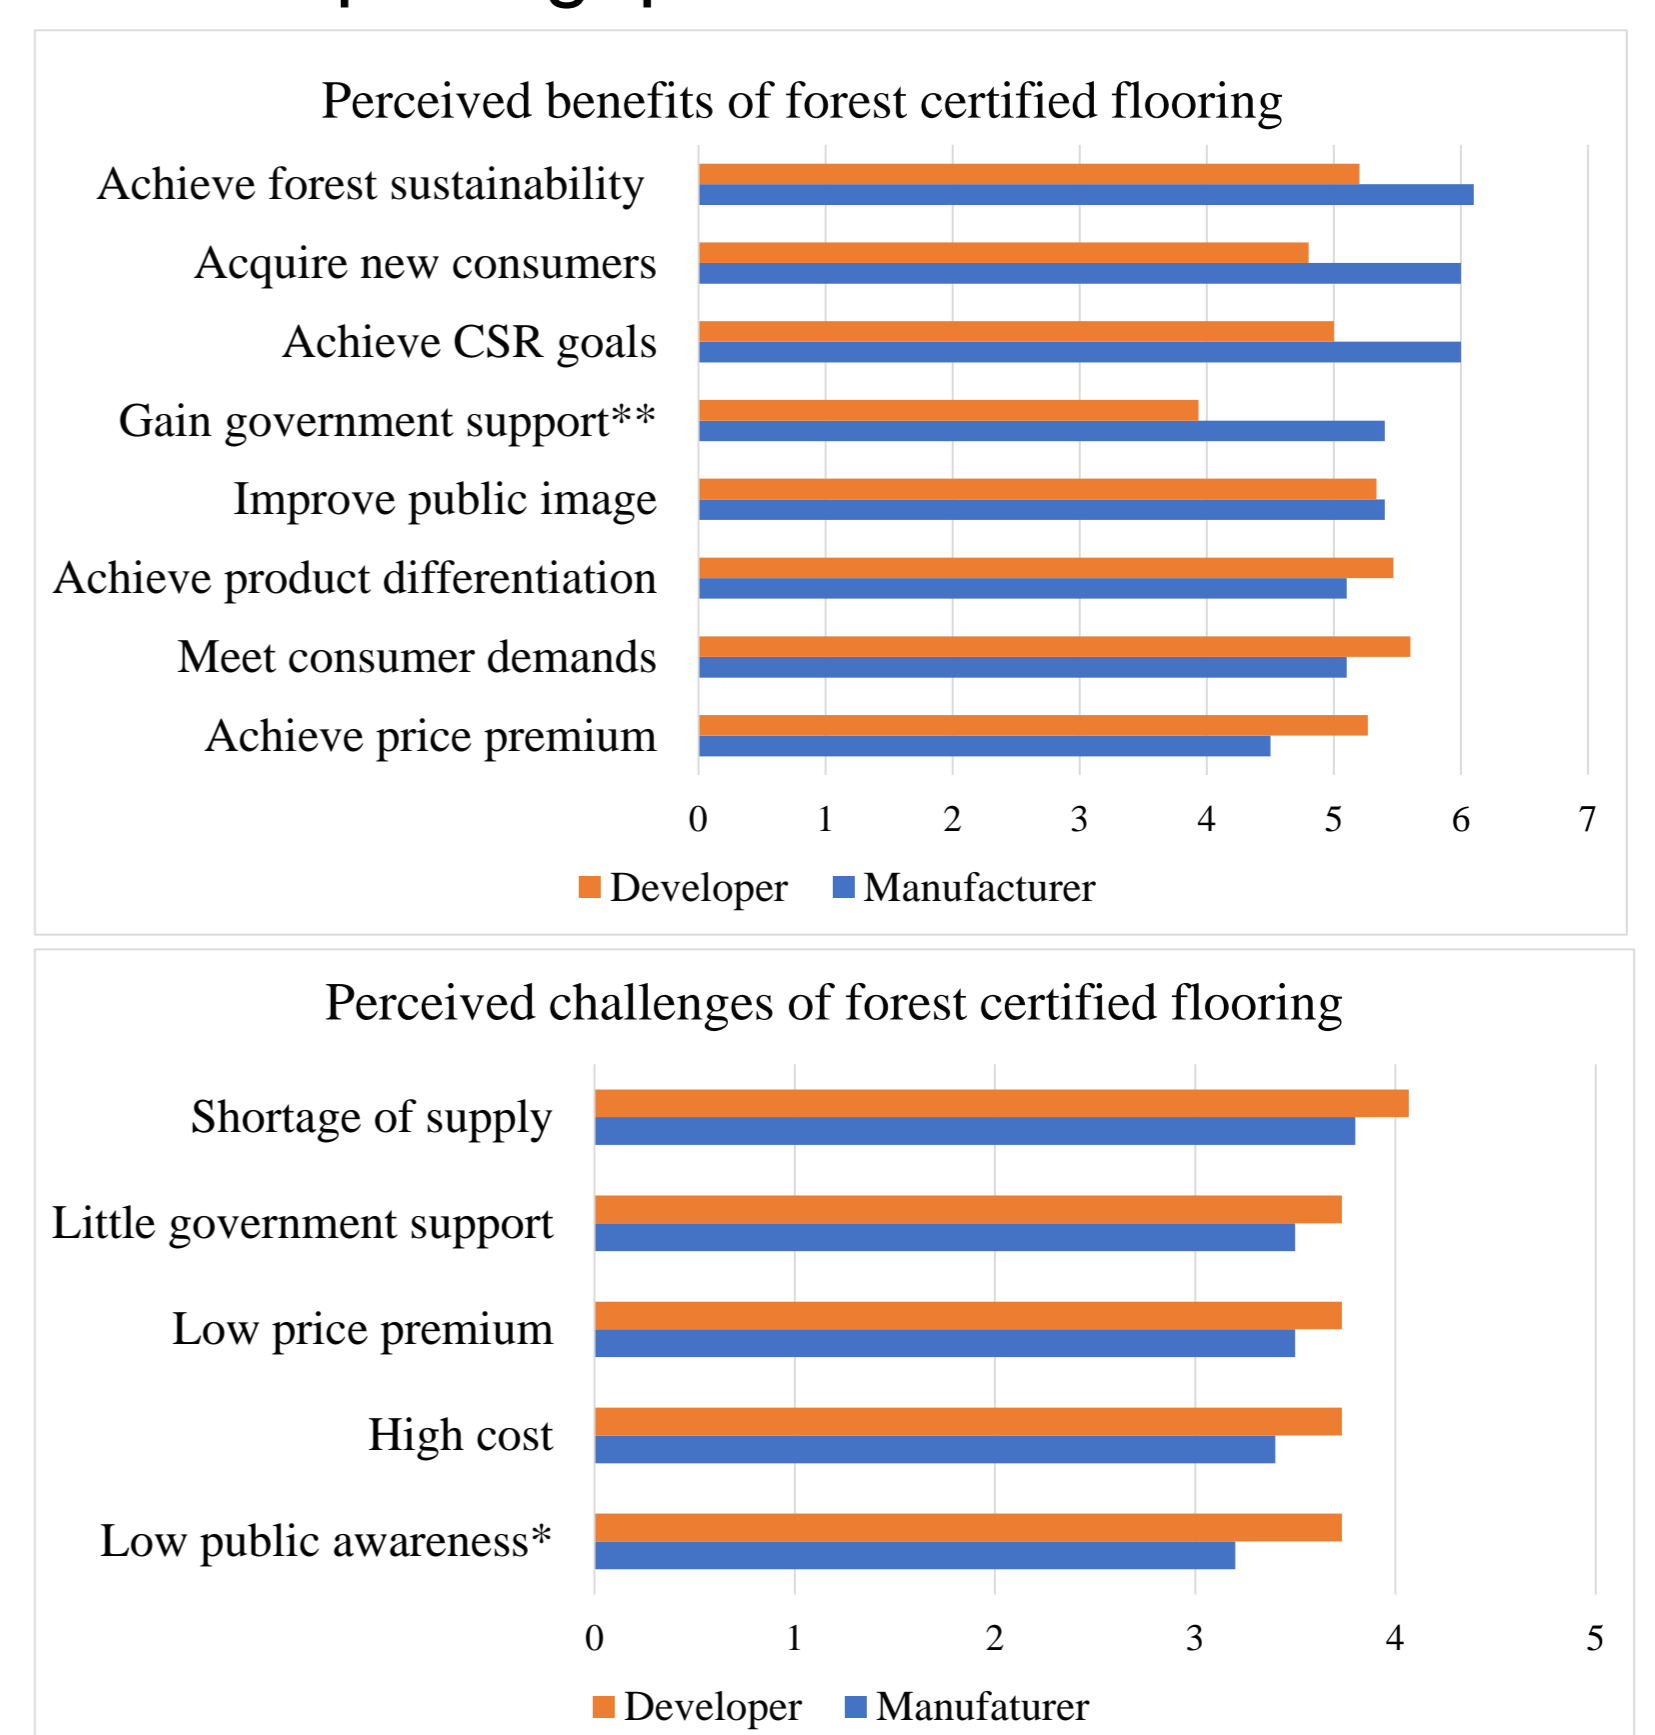 Perceived benefits of forest certified flooring
Achieve forest sustainability
Acquire new consumers
Achieve CSR goals
Gain government support**
Improve public image
Achieve product differentiation
Meet consumer demands
Achieve price premium
0 1 2 3 4 5 6 7
Developer Manufacturer
Perceived challenges of forest certified flooring
Shortage of supply
Little government support
Low price premium
High cost
Low public awareness*
0 1 2 3 4 5
Developer Manufaturer